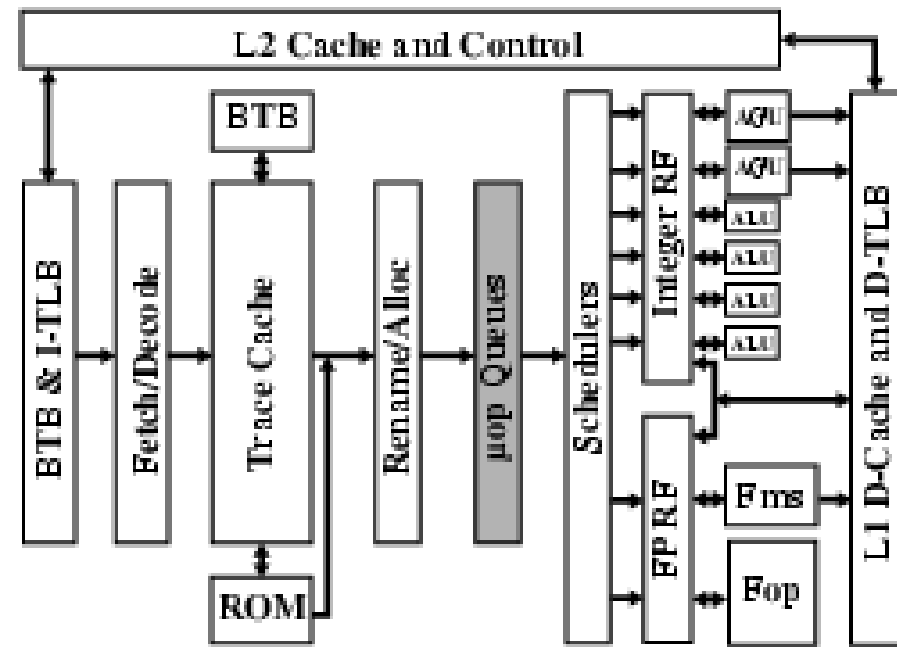 L2 Cache and Control
BTB
BTB & I-TLB
Fetch/Decode
Trace Cache
ROM
Rename/Alloc
µop Queues
Schedulers
Integer RF
FP RF
AGU
AGU
ALU
ALU
ALU
ALU
Fms
Fop
L1 D-Cache and D-TLB